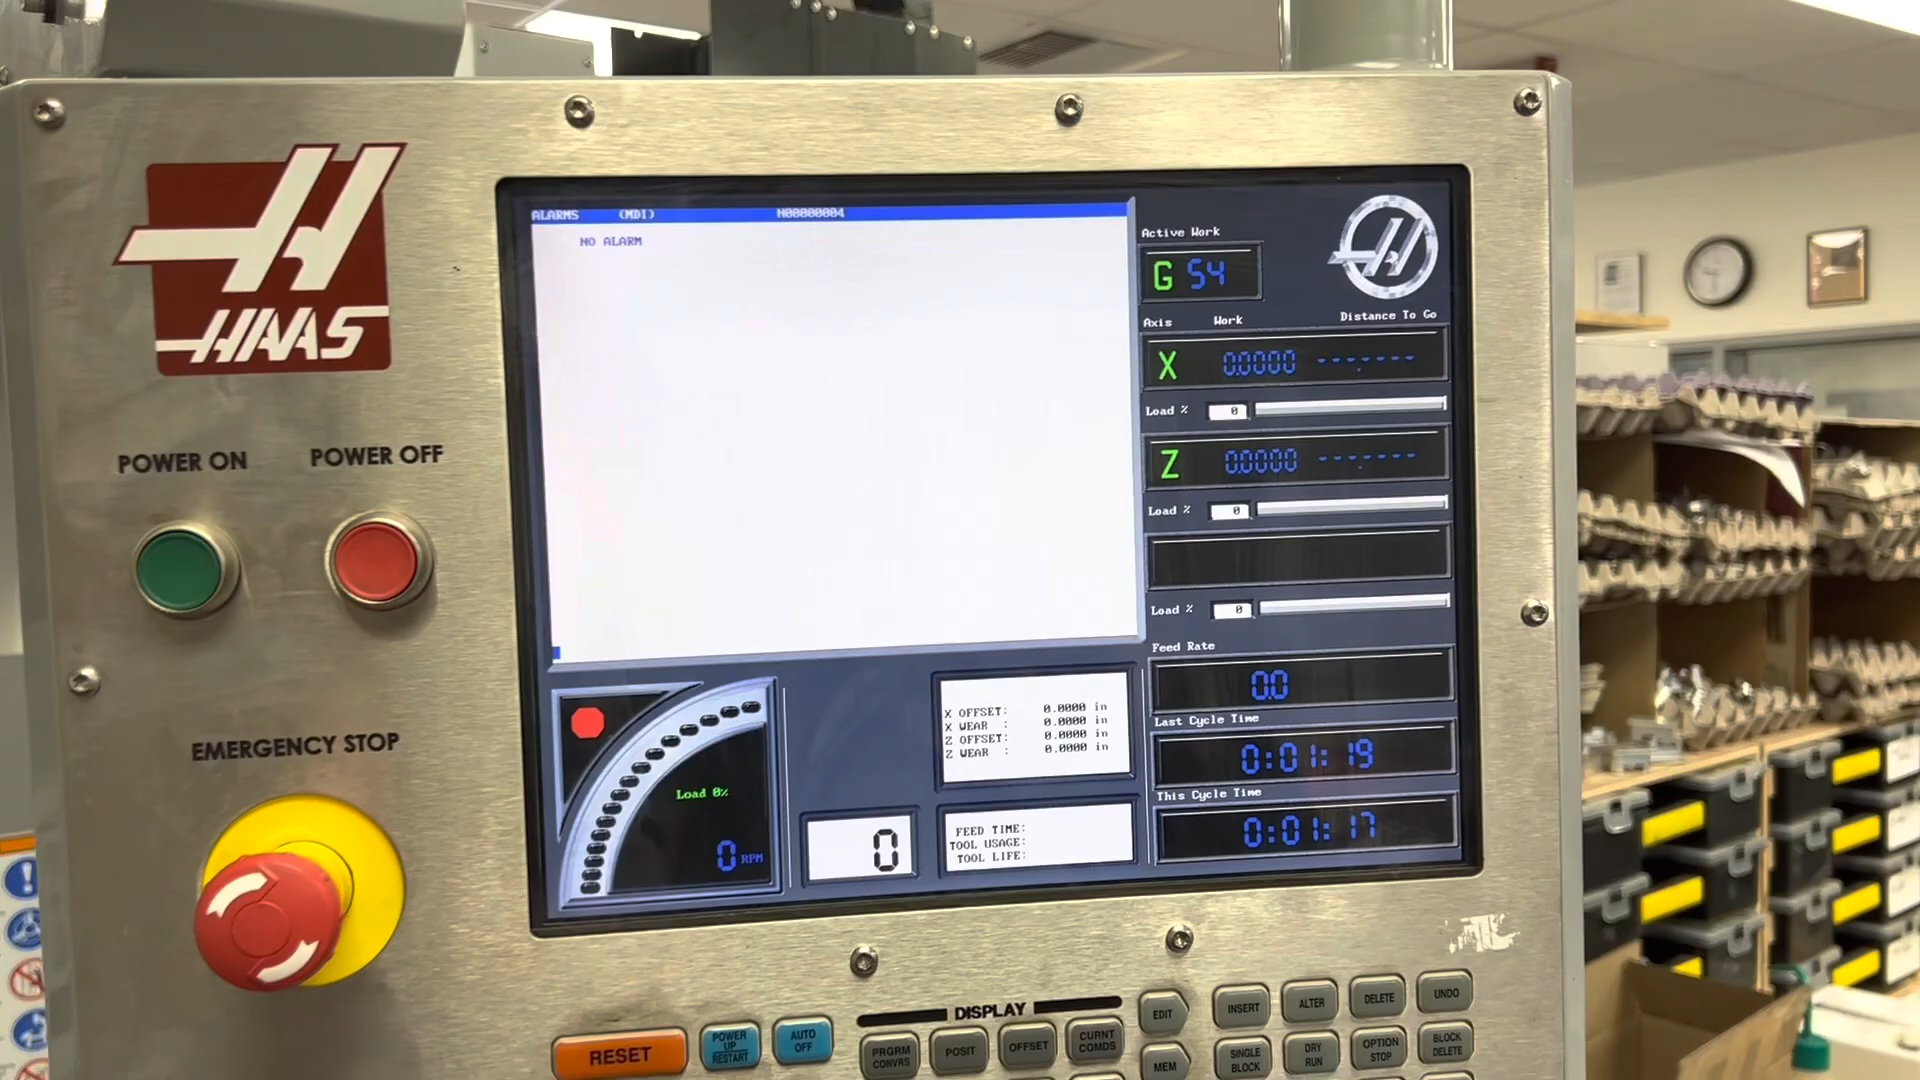 HAAS
POWER ON
POWER OFF
EMERGENCY STOP
ALARMS (MDI) N00000004
NO ALARM
Active Work
G 54
Axis Work Distance To Go
X 0.0000 ---.----
Load % 0
Z 0.0000 ---.----
Load % 0
Load % 0
Feed Rate
0.0
Last Cycle Time
0:01:19
This Cycle Time
0:01:17
Load 0%
0 RPM
0
X OFFSET: 0.0000 in
X WEAR : 0.0000 in
Z OFFSET: 0.0000 in
Z WEAR : 0.0000 in
FEED TIME:
TOOL USAGE:
TOOL LIFE:
DISPLAY
RESET
POWER UP RESTART
AUTO OFF
PRGRM CONVRS
POSIT
OFFSET
CURNT COMDS
EDIT
INSERT
ALTER
DELETE
UNDO
MEM
SINGLE BLOCK
DRY RUN
OPTION STOP
BLOCK DELETE